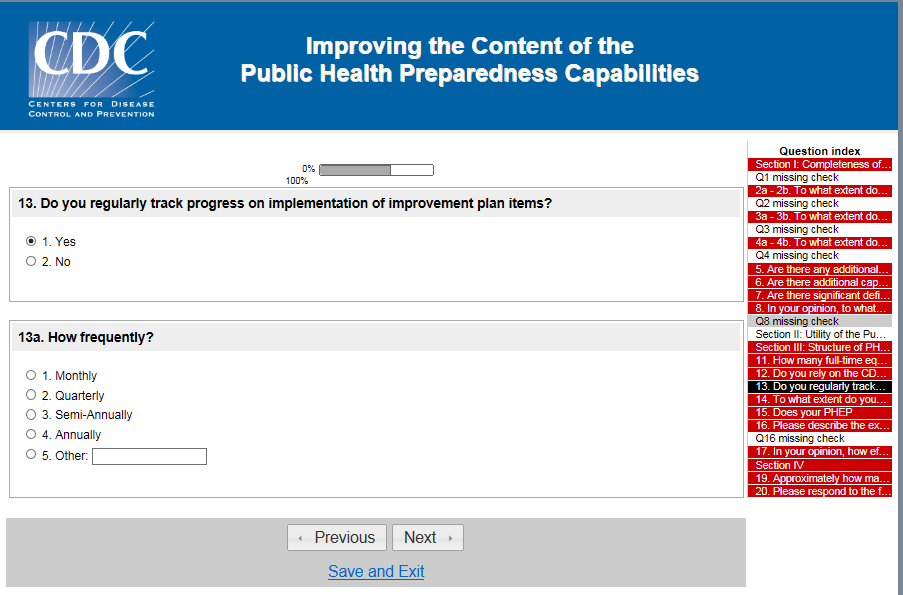 CDC
CENTERS FOR DISEASE
CONTROL AND PREVENTION
Improving the Content of the
Public Health Preparedness Capabilities
0%
100%
13. Do you regularly track progress on implementation of improvement plan items?
1. Yes
2. No
13a. How frequently?
1. Monthly
2. Quarterly
3. Semi-Annually
4. Annually
5. Other:
Previous
Next
Save and Exit
Question index
Section I: Completeness of...
Q1 missing check
2a - 2b. To what extent do...
Q2 missing check
3a - 3b. To what extent do...
Q3 missing check
4a - 4b. To what extent do...
Q4 missing check
5. Are there any additional...
6. Are there additional cap...
7. Are there significant defi...
8. In your opinion, to what...
Q8 missing check
Section II: Utility of the Pu...
Section III: Structure of PH...
11. How many full-time eq...
12. Do you rely on the CD...
13. Do you regularly track...
14. To what extent do you...
15. Does your PHEP
16. Please describe the ex...
Q16 missing check
17. In your opinion, how ef...
Section IV
19. Approximately how ma...
20. Please respond to the f...